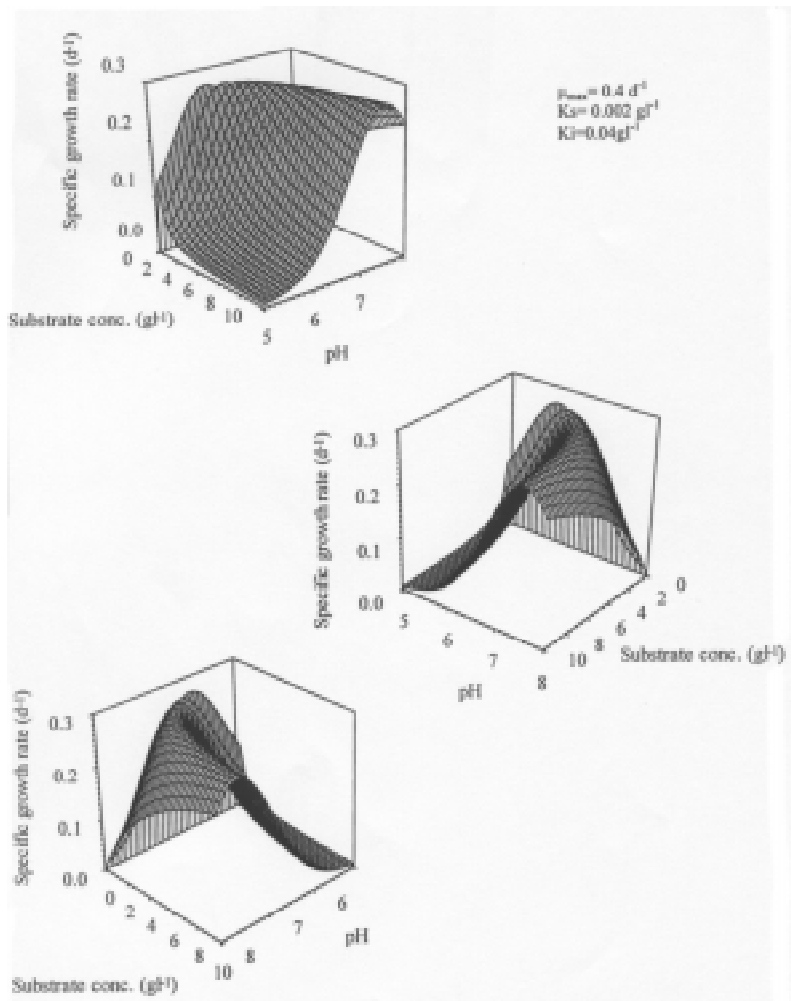 Specific growth rate (d-1)
0.3
0.2
0.1
0.0
0 2 4 6 8 10
Substrate conc. (gl-1)
5 6 7
pH
μmax= 0.4 d-1
Ks= 0.002 gl-1
Ki=0.04gl-1
Specific growth rate (d-1)
0.3
0.2
0.1
0.0
5 6 7 8
pH
10 8 6 4 2 0
Substrate conc. (gl-1)
Specific growth rate (d-1)
0.3
0.2
0.1
0.0
0 2 4 6 8 10
Substrate conc. (gl-1)
8 7 6
pH